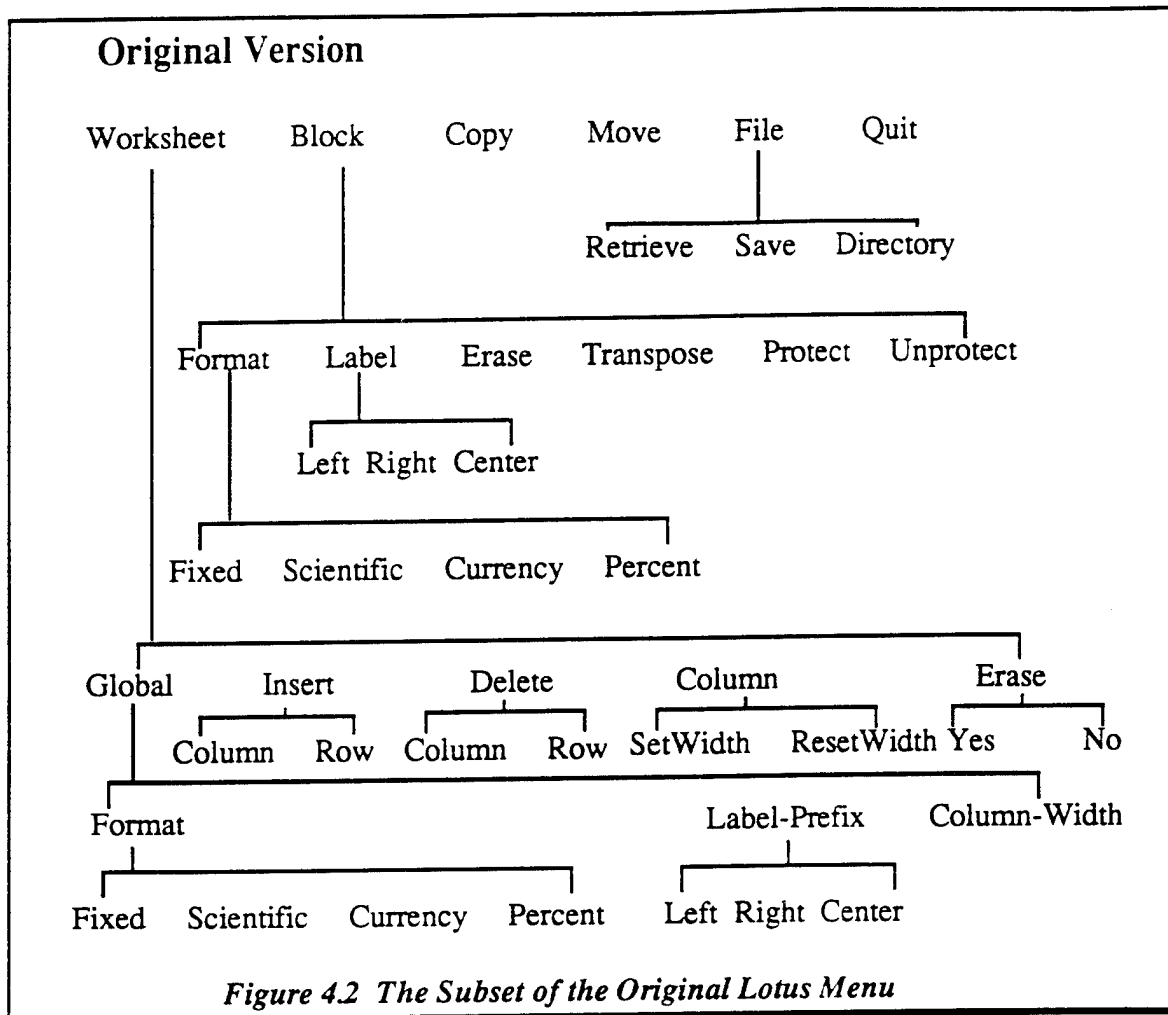 Original Version
Worksheet Block Copy Move File Quit
Retrieve Save Directory
Format Label Erase Transpose Protect Unprotect
Left Right Center
Fixed Scientific Currency Percent
Global Insert Delete Column Erase
Column Row Column Row SetWidth ResetWidth Yes No
Format Label-Prefix Column-Width
Fixed Scientific Currency Percent Left Right Center
Figure 4.2 The Subset of the Original Lotus Menu